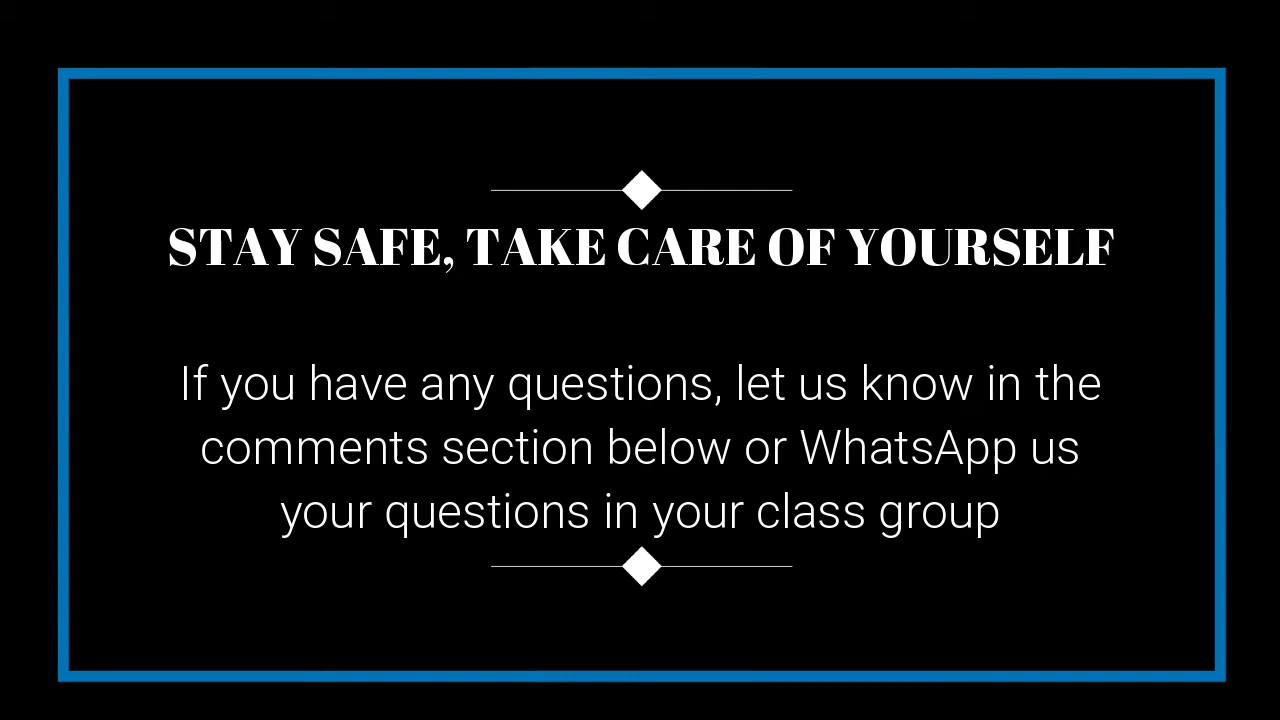 STAY SAFE, TAKE CARE OF YOURSELF
If you have any questions, let us know in the
comments section below or WhatsApp us
your questions in your class group